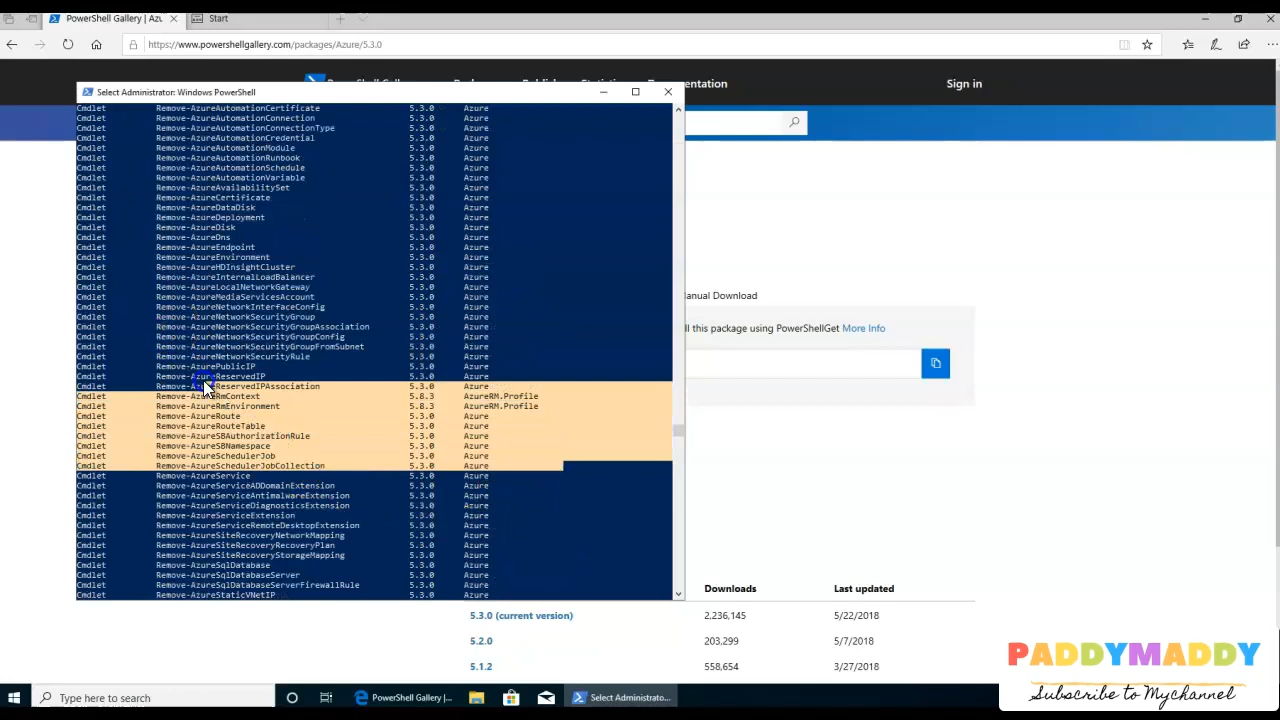 PowerShell Gallery | Azu
Start
https://www.powershellgallery.com/packages/Azure/5.3.0
Sign in
Select Administrator: Windows PowerShell
Cmdlet Remove-AzureAutomationCertificate 5.3.0 Azure
Cmdlet Remove-AzureAutomationConnection 5.3.0 Azure
Cmdlet Remove-AzureAutomationConnectionType 5.3.0 Azure
Cmdlet Remove-AzureAutomationCredential 5.3.0 Azure
Cmdlet Remove-AzureAutomationModule 5.3.0 Azure
Cmdlet Remove-AzureAutomationRunbook 5.3.0 Azure
Cmdlet Remove-AzureAutomationSchedule 5.3.0 Azure
Cmdlet Remove-AzureAutomationVariable 5.3.0 Azure
Cmdlet Remove-AzureAvailabilitySet 5.3.0 Azure
Cmdlet Remove-AzureCertificate 5.3.0 Azure
Cmdlet Remove-AzureDataDisk 5.3.0 Azure
Cmdlet Remove-AzureDeployment 5.3.0 Azure
Cmdlet Remove-AzureDisk 5.3.0 Azure
Cmdlet Remove-AzureDns 5.3.0 Azure
Cmdlet Remove-AzureEndpoint 5.3.0 Azure
Cmdlet Remove-AzureEnvironment 5.3.0 Azure
Cmdlet Remove-AzureHDInsightCluster 5.3.0 Azure
Cmdlet Remove-AzureInternalLoadBalancer 5.3.0 Azure
Cmdlet Remove-AzureLocalNetworkGateway 5.3.0 Azure
Cmdlet Remove-AzureMediaServicesAccount 5.3.0 Azure
Cmdlet Remove-AzureNetworkInterfaceConfig 5.3.0 Azure
Cmdlet Remove-AzureNetworkSecurityGroup 5.3.0 Azure
Cmdlet Remove-AzureNetworkSecurityGroupAssociation 5.3.0 Azure
Cmdlet Remove-AzureNetworkSecurityGroupConfig 5.3.0 Azure
Cmdlet Remove-AzureNetworkSecurityGroupFromSubnet 5.3.0 Azure
Cmdlet Remove-AzureNetworkSecurityRule 5.3.0 Azure
Cmdlet Remove-AzurePublicIP 5.3.0 Azure
Cmdlet Remove-AzureReservedIP 5.3.0 Azure
Cmdlet Remove-AzureReservedIPAssociation 5.3.0 Azure
Cmdlet Remove-AzureRmContext 5.8.3 AzureRM.Profile
Cmdlet Remove-AzureRmEnvironment 5.8.3 AzureRM.Profile
Cmdlet Remove-AzureRoute 5.3.0 Azure
Cmdlet Remove-AzureRouteTable 5.3.0 Azure
Cmdlet Remove-AzureSBAuthorizationRule 5.3.0 Azure
Cmdlet Remove-AzureSBNamespace 5.3.0 Azure
Cmdlet Remove-AzureSchedulerJob 5.3.0 Azure
Cmdlet Remove-AzureSchedulerJobCollection 5.3.0 Azure
Cmdlet Remove-AzureService 5.3.0 Azure
Cmdlet Remove-AzureServiceADDomainExtension 5.3.0 Azure
Cmdlet Remove-AzureServiceAntimalwareExtension 5.3.0 Azure
Cmdlet Remove-AzureServiceDiagnosticsExtension 5.3.0 Azure
Cmdlet Remove-AzureServiceExtension 5.3.0 Azure
Cmdlet Remove-AzureServiceRemoteDesktopExtension 5.3.0 Azure
Cmdlet Remove-AzureSiteRecoveryNetworkMapping 5.3.0 Azure
Cmdlet Remove-AzureSiteRecoveryRecoveryPlan 5.3.0 Azure
Cmdlet Remove-AzureSiteRecoveryStorageMapping 5.3.0 Azure
Cmdlet Remove-AzureSqlDatabase 5.3.0 Azure
Cmdlet Remove-AzureSqlDatabaseServer 5.3.0 Azure
Cmdlet Remove-AzureSqlDatabaseServerFirewallRule 5.3.0 Azure
Cmdlet Remove-AzureStaticVNetIP 5.3.0 Azure
anual Download
ll this package using PowerShellGet More Info
Downloads Last updated
5.3.0 (current version) 2,236,145 5/22/2018
5.2.0 203,299 5/7/2018
5.1.2 558,654 3/27/2018
PADDYMADDY
Subscribe to Mychannel
Type here to search
PowerShell Gallery |...
Select Administrato...